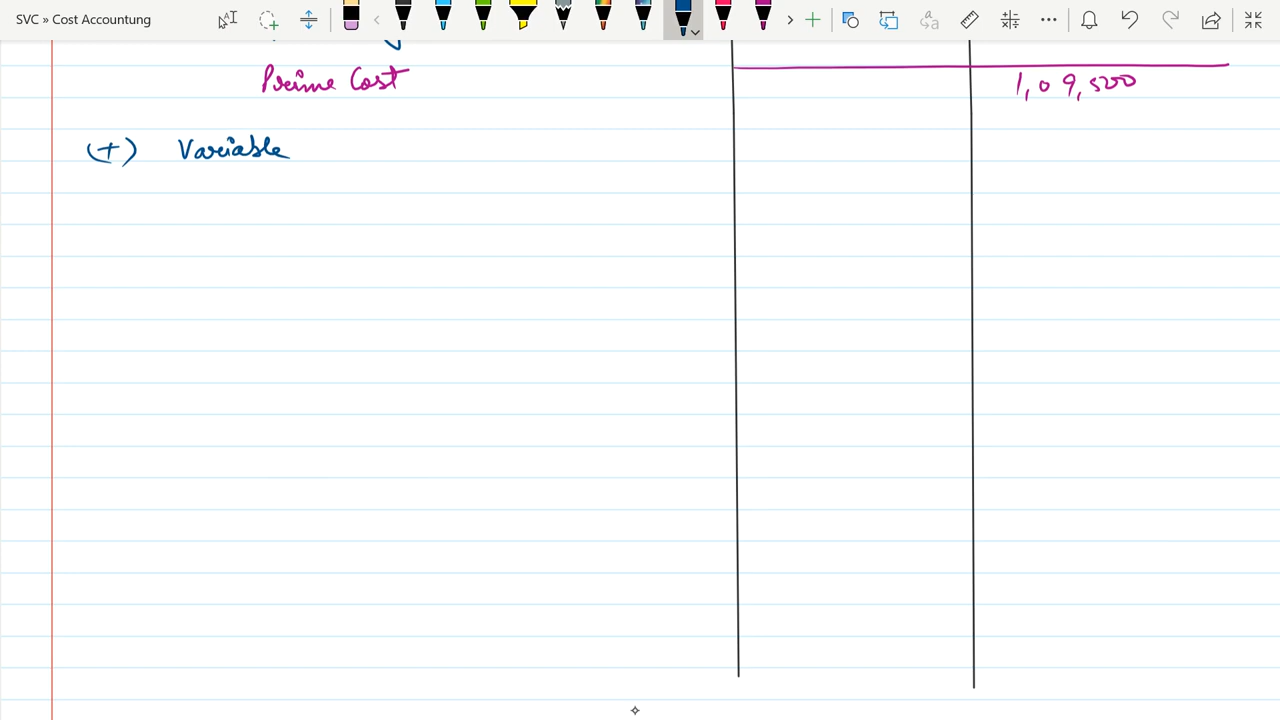 SVC » Cost Accountung
Prime Cost 1,09,500
(+) Variable